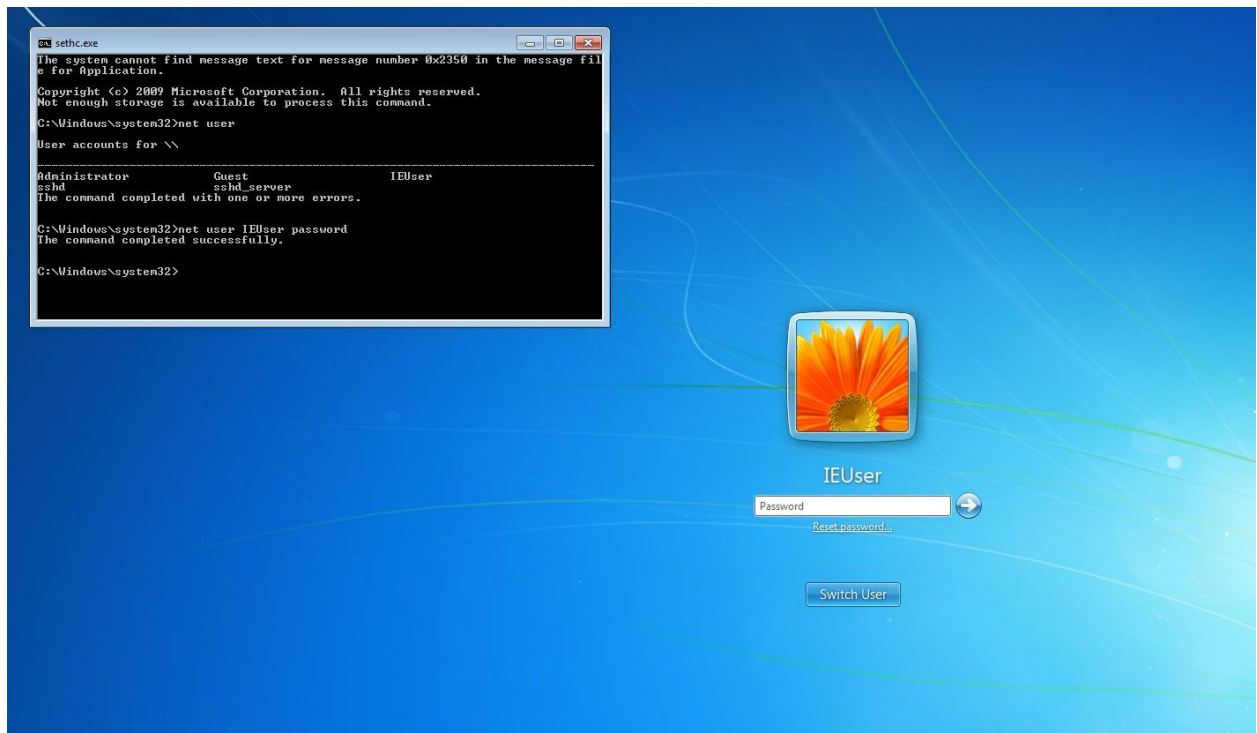 sethc.exe
The system cannot find message text for message number 0x2350 in the message fil
e for Application.
Copyright (c) 2009 Microsoft Corporation.  All rights reserved.
Not enough storage is available to process this command.
C:\Windows\system32>net user
User accounts for \\
-------------------------------------------------------------------------------
Administrator            Guest                    IEUser
sshd                     sshd_server
The command completed with one or more errors.
C:\Windows\system32>net user IEUser password
The command completed successfully.
C:\Windows\system32>
IEUser
Password
Reset password...
Switch User